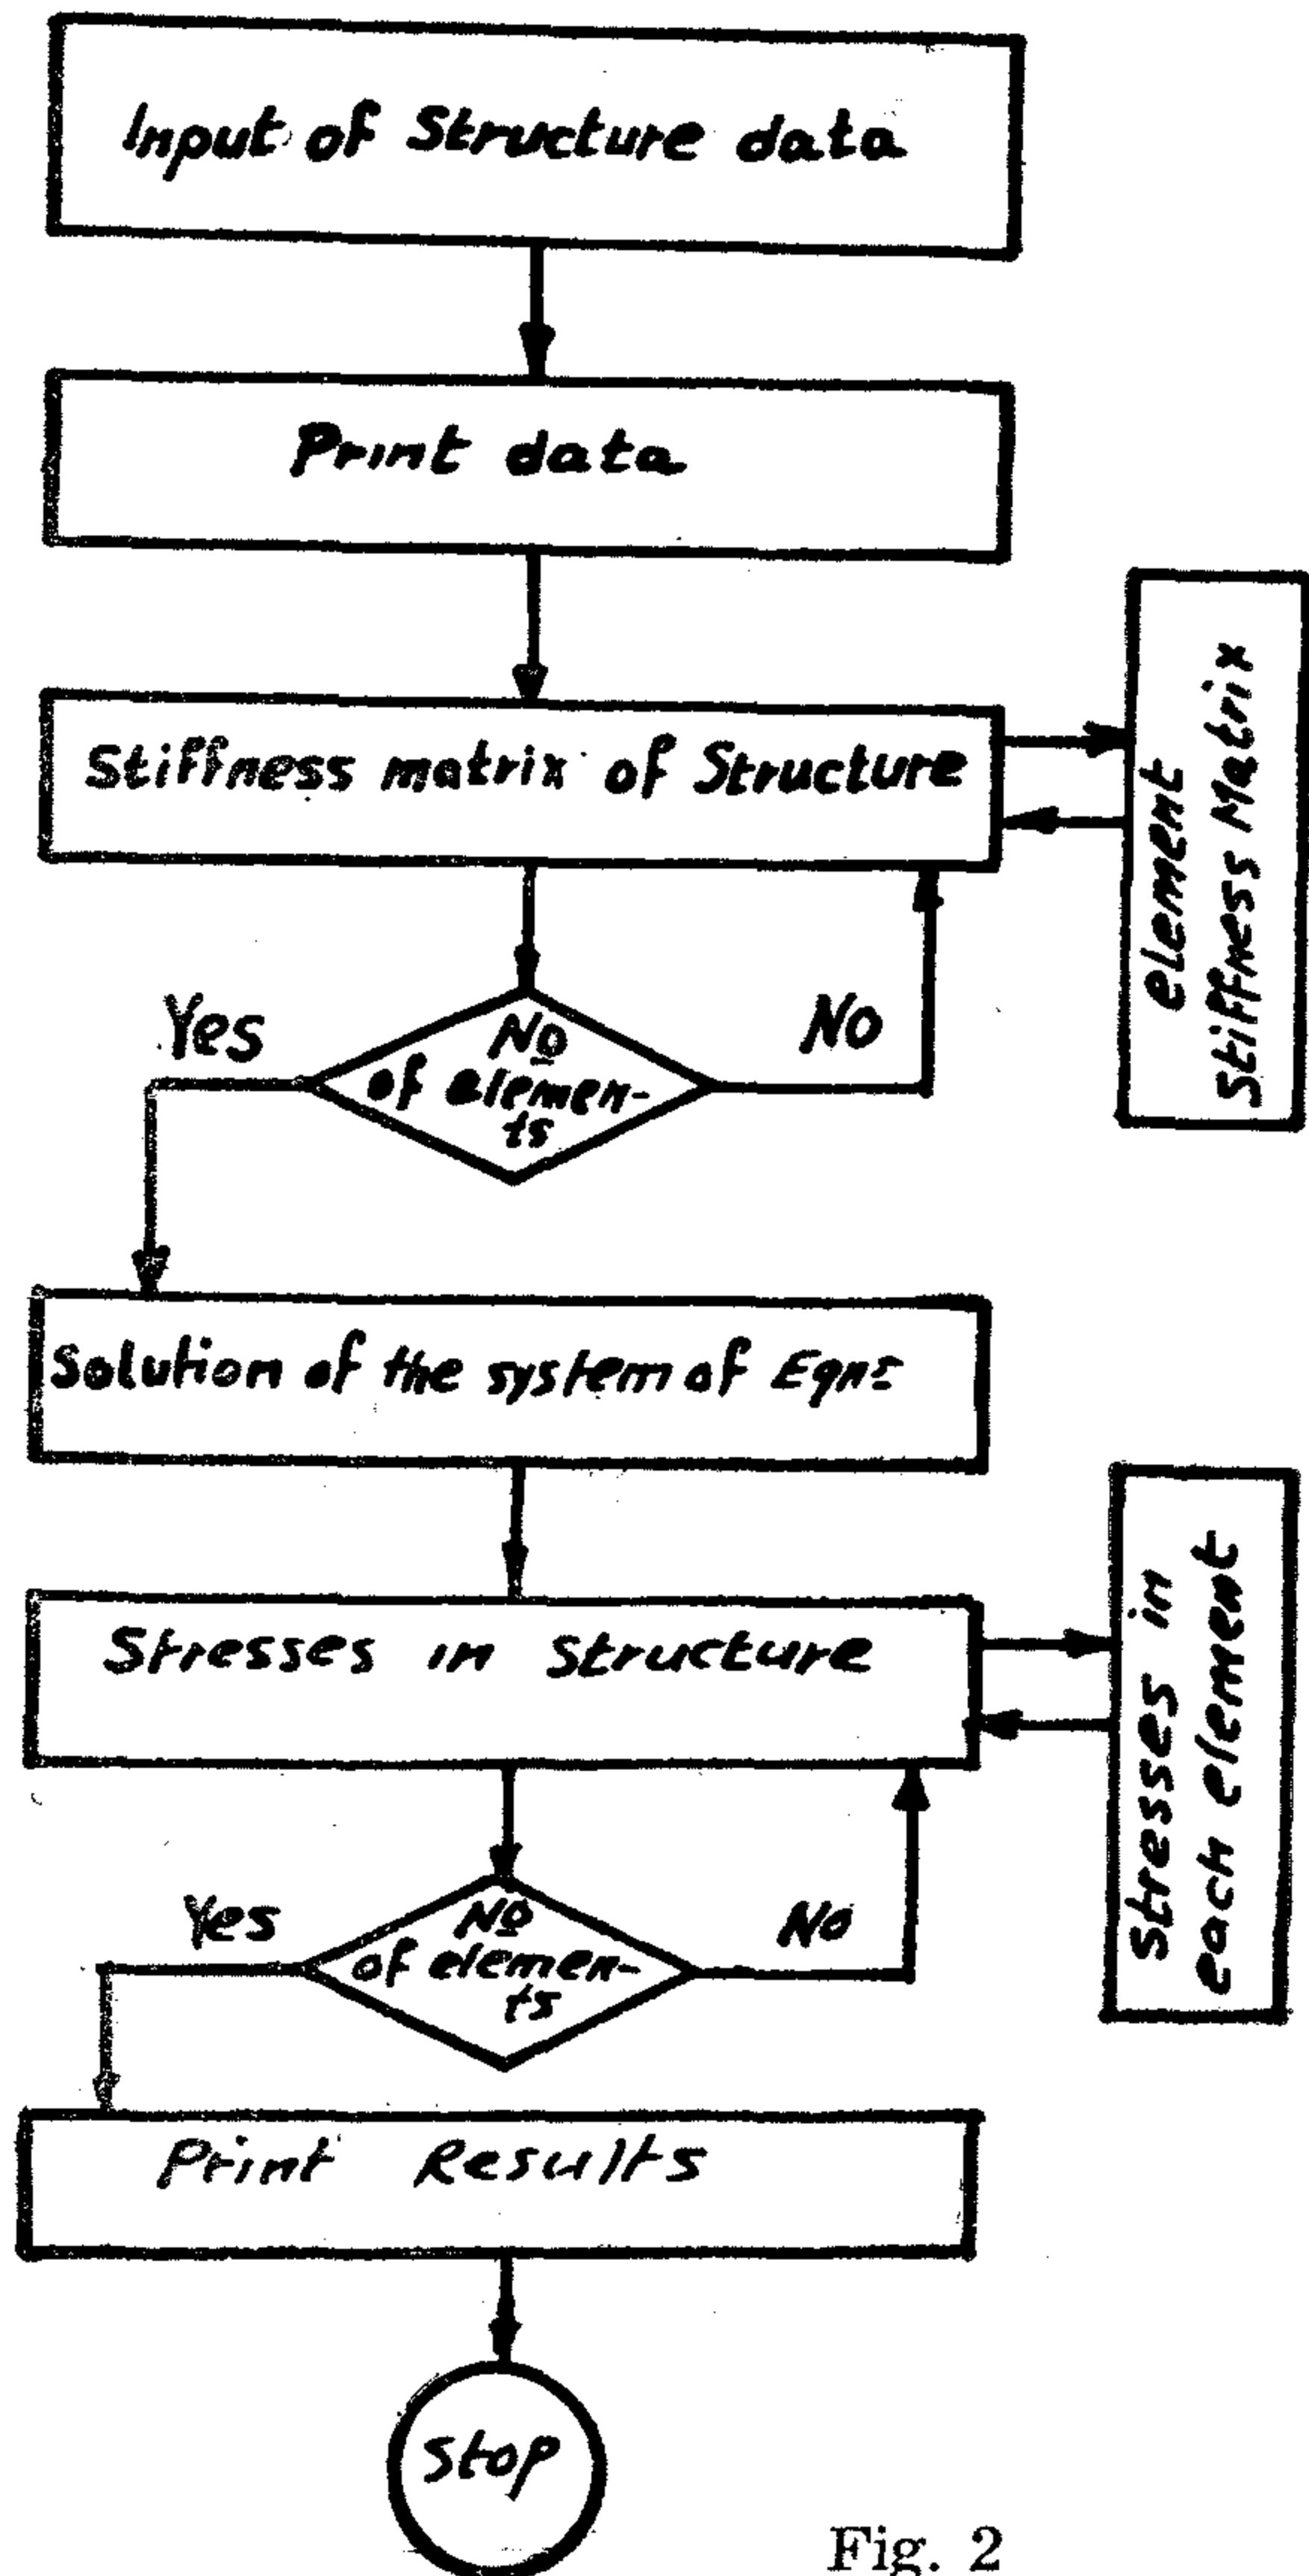 Input of Structure data
Print data
Stiffness matrix of Structure
element
Stiffness Matrix
Yes
No
No
of elemen-
ts
Solution of the system of Eqns
Stresses in Structure
Stresses in
each element
Yes
No
No
of elemen-
ts
Print Results
Stop
Fig. 2